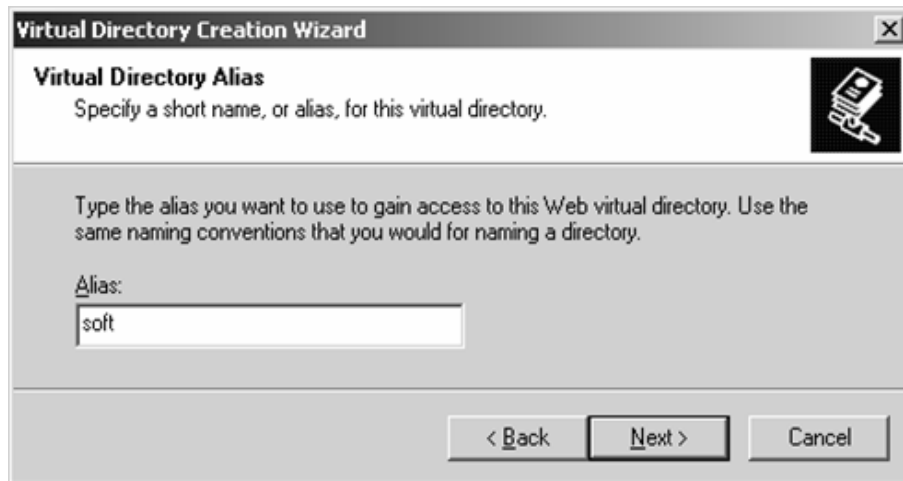 Virtual Directory Creation Wizard
Virtual Directory Alias
Specify a short name, or alias, for this virtual directory.
Type the alias you want to use to gain access to this Web virtual directory. Use the
same naming conventions that you would for naming a directory.
Alias:
soft
< Back Next > Cancel